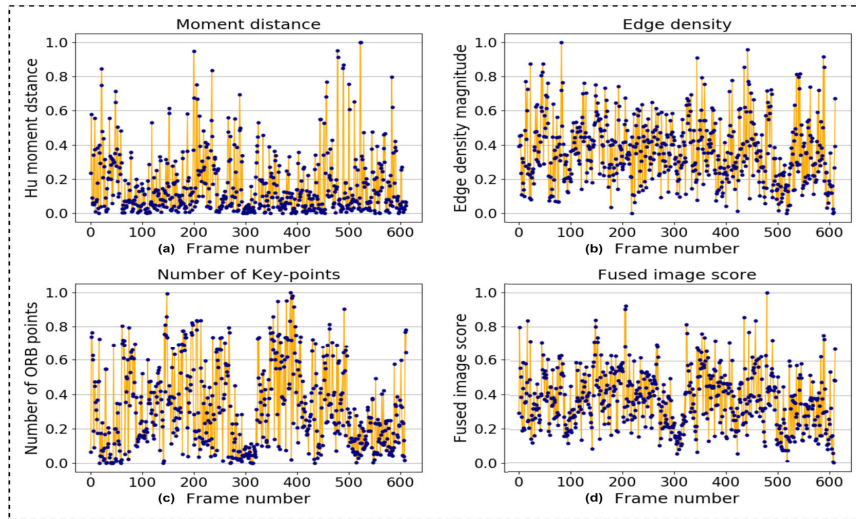 Moment distance
Hu moment distance
1.0
0.8
0.6
0.4
0.2
0.0
0 100 200 300 400 500 600
(a) Frame number
Edge density
Edge density magnitude
1.0
0.8
0.6
0.4
0.2
0.0
0 100 200 300 400 500 600
(b) Frame number
Number of Key-points
Number of ORB points
1.0
0.8
0.6
0.4
0.2
0.0
0 100 200 300 400 500 600
(c) Frame number
Fused image score
Fused image score
1.0
0.8
0.6
0.4
0.2
0.0
0 100 200 300 400 500 600
(d) Frame number